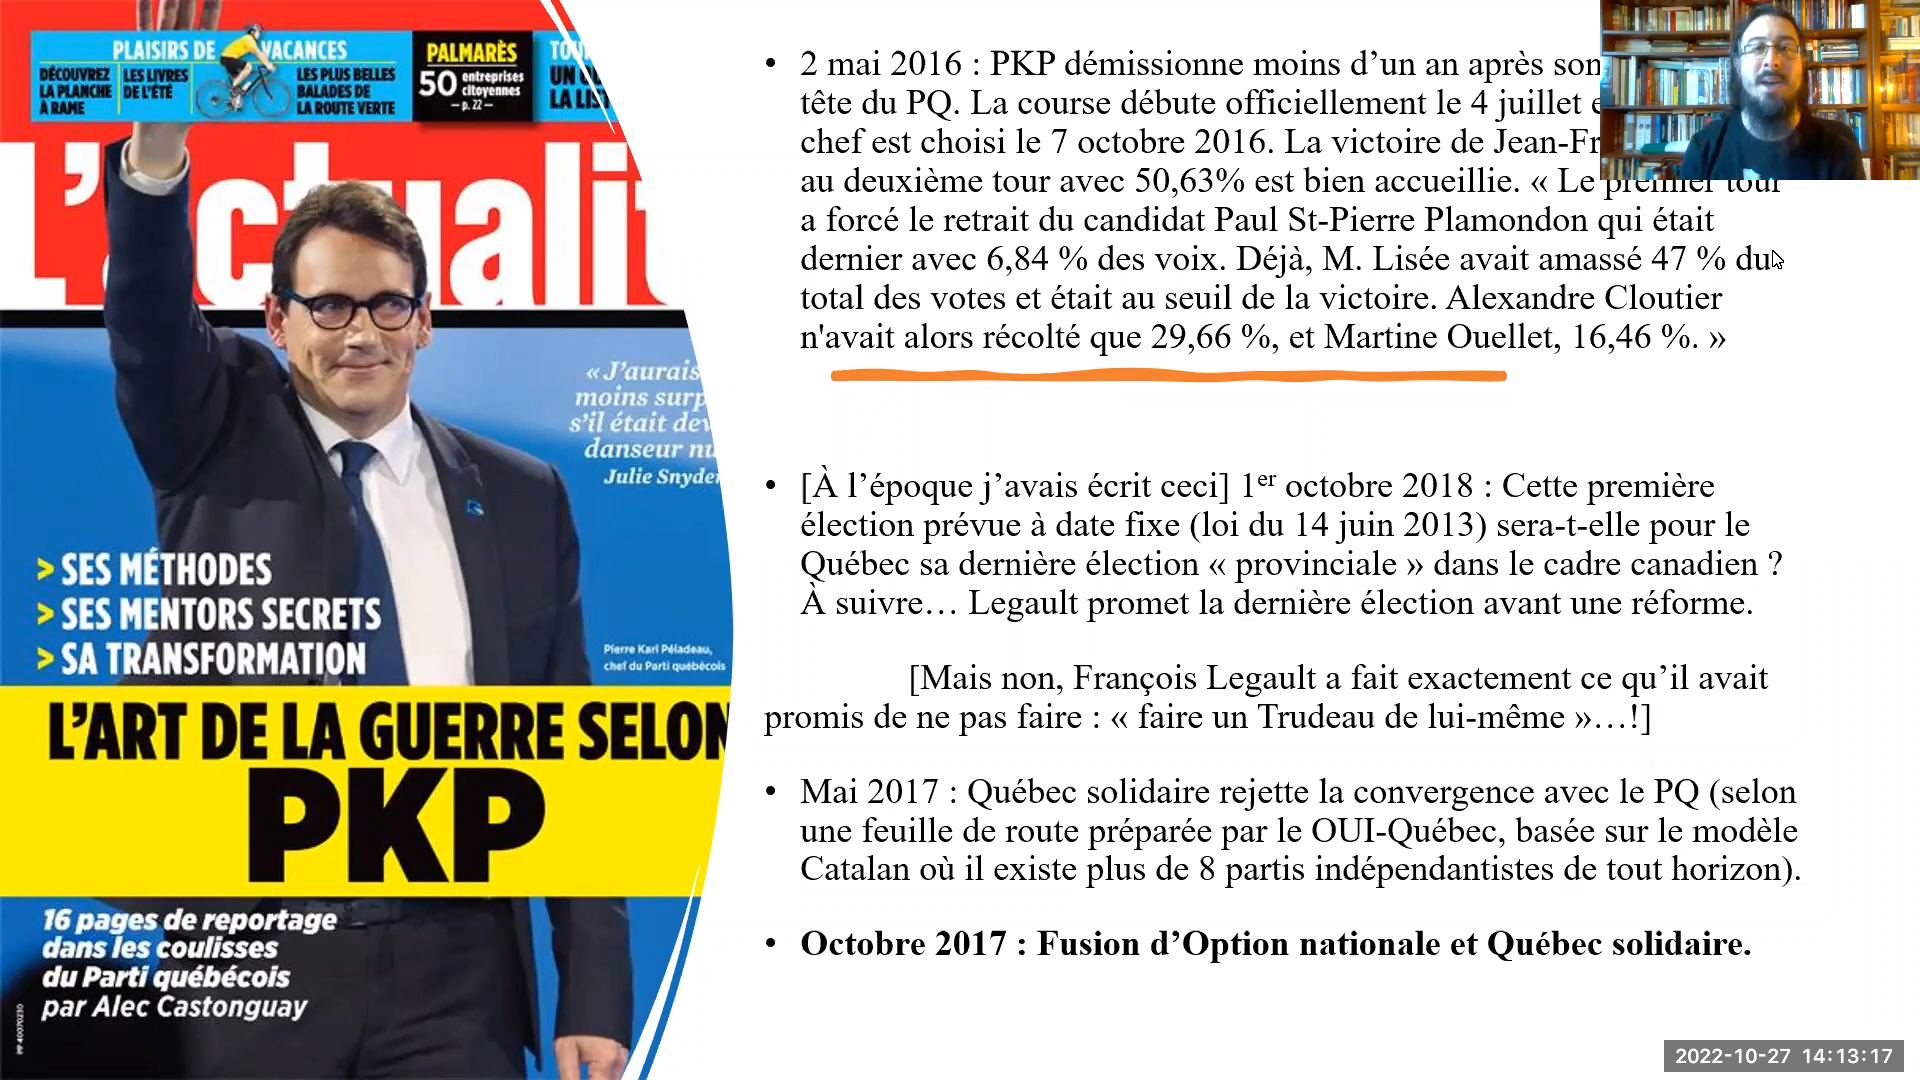 PLAISIRS DE VACANCES
DÉCOUVREZ
LA PLANCHE
À RAME
LES LIVRES
DE L'ÉTÉ
LES PLUS BELLES
BALADES DE
LA ROUTE VERTE
PALMARÈS
50 entreprises
citoyennes
– p. 22 –
L'actualit
« J'aurais
moins
s'il était
danseur
Julie Snyder
> SES MÉTHODES
> SES MENTORS SECRETS
> SA TRANSFORMATION
Pierre Karl Péladeau,
chef du Parti québécois
L'ART DE LA GUERRE SELON
PKP
16 pages de reportage
dans les coulisses
du Parti québécois
par Alec Castonguay
• 2 mai 2016 : PKP démissionne moins d’un an après son
tête du PQ. La course débute officiellement le 4 juillet
chef est choisi le 7 octobre 2016. La victoire de Jean-Fr
au deuxième tour avec 50,63% est bien accueillie. « Le premier tour
a forcé le retrait du candidat Paul St-Pierre Plamondon qui était
dernier avec 6,84 % des voix. Déjà, M. Lisée avait amassé 47 % du
total des votes et était au seuil de la victoire. Alexandre Cloutier
n'avait alors récolté que 29,66 %, et Martine Ouellet, 16,46 %. »
• [À l’époque j’avais écrit ceci] 1er octobre 2018 : Cette première
élection prévue à date fixe (loi du 14 juin 2013) sera-t-elle pour le
Québec sa dernière élection « provinciale » dans le cadre canadien ?
À suivre… Legault promet la dernière élection avant une réforme.
[Mais non, François Legault a fait exactement ce qu’il avait
promis de ne pas faire : « faire un Trudeau de lui-même »…!]
• Mai 2017 : Québec solidaire rejette la convergence avec le PQ (selon
une feuille de route préparée par le OUI-Québec, basée sur le modèle
Catalan où il existe plus de 8 partis indépendantistes de tout horizon).
• Octobre 2017 : Fusion d’Option nationale et Québec solidaire.
2022-10-27 14:13:17